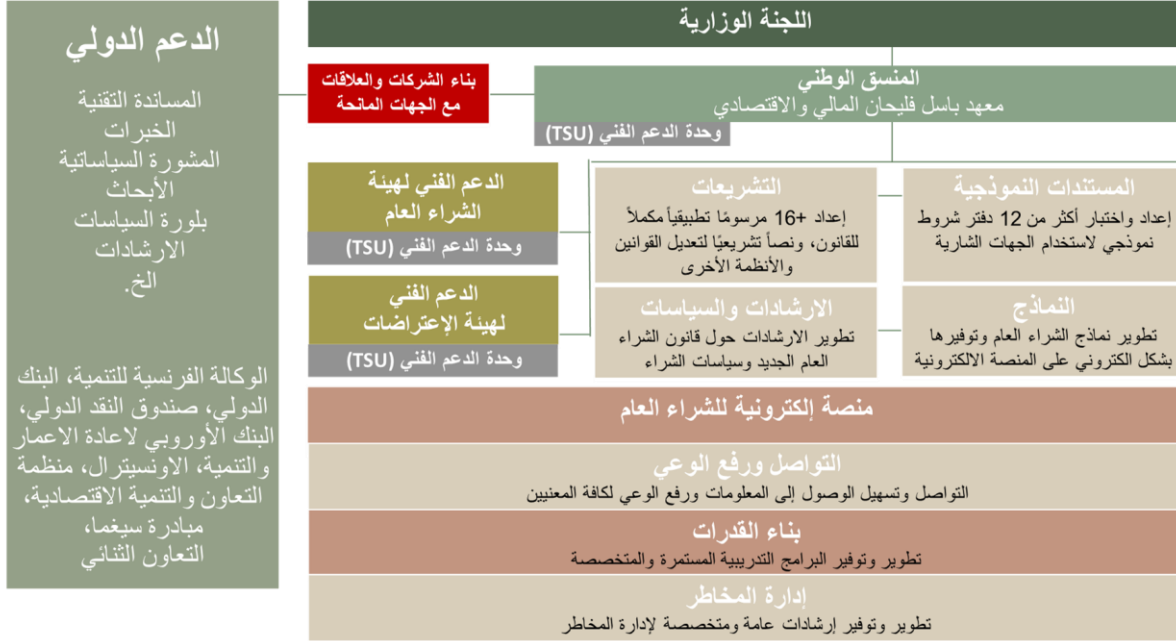 اللجنة الوزارية
المنسق الوطني
معهد باسل فليحان المالي والاقتصادي
وحدة الدعم الفني (TSU)
بناء الشركات والعلاقات
مع الجهات المانحة
الدعم الدولي
المساندة التقنية
الخبرات
المشورة السياساتية
الأبحاث
بلورة السياسات
الارشادات
الخ.
الوكالة الفرنسية للتنمية، البنك
الدولي، صندوق النقد الدولي،
البنك الأوروبي لاعادة الاعمار
والتنمية، الاونسيترال، منظمة
التعاون والتنمية الاقتصادية،
مبادرة سيغما،
التعاون الثنائي
المستندات النموذجية
إعداد واختبار أكثر من 12 دفتر شروط
نموذجي لاستخدام الجهات الشارية
التشريعات
إعداد +16 مرسومًا تطبيقياً مكملاً
للقانون، ونصاً تشريعيًا لتعديل القوانين
والأنظمة الأخرى
الدعم الفني لهيئة
الشراء العام
وحدة الدعم الفني (TSU)
النماذج
تطوير نماذج الشراء العام وتوفيرها
بشكل الكتروني على المنصة الالكترونية
الارشادات والسياسات
تطوير الارشادات حول قانون الشراء
العام الجديد وسياسات الشراء
الدعم الفني
لهيئة الإعتراضات
وحدة الدعم الفني (TSU)
منصة إلكترونية للشراء العام
التواصل ورفع الوعي
التواصل وتسهيل الوصول إلى المعلومات ورفع الوعي لكافة المعنيين
بناء القدرات
تطوير وتوفير البرامج التدريبية المستمرة والمتخصصة
إدارة المخاطر
تطوير وتوفير إرشادات عامة ومتخصصة لإدارة المخاطر